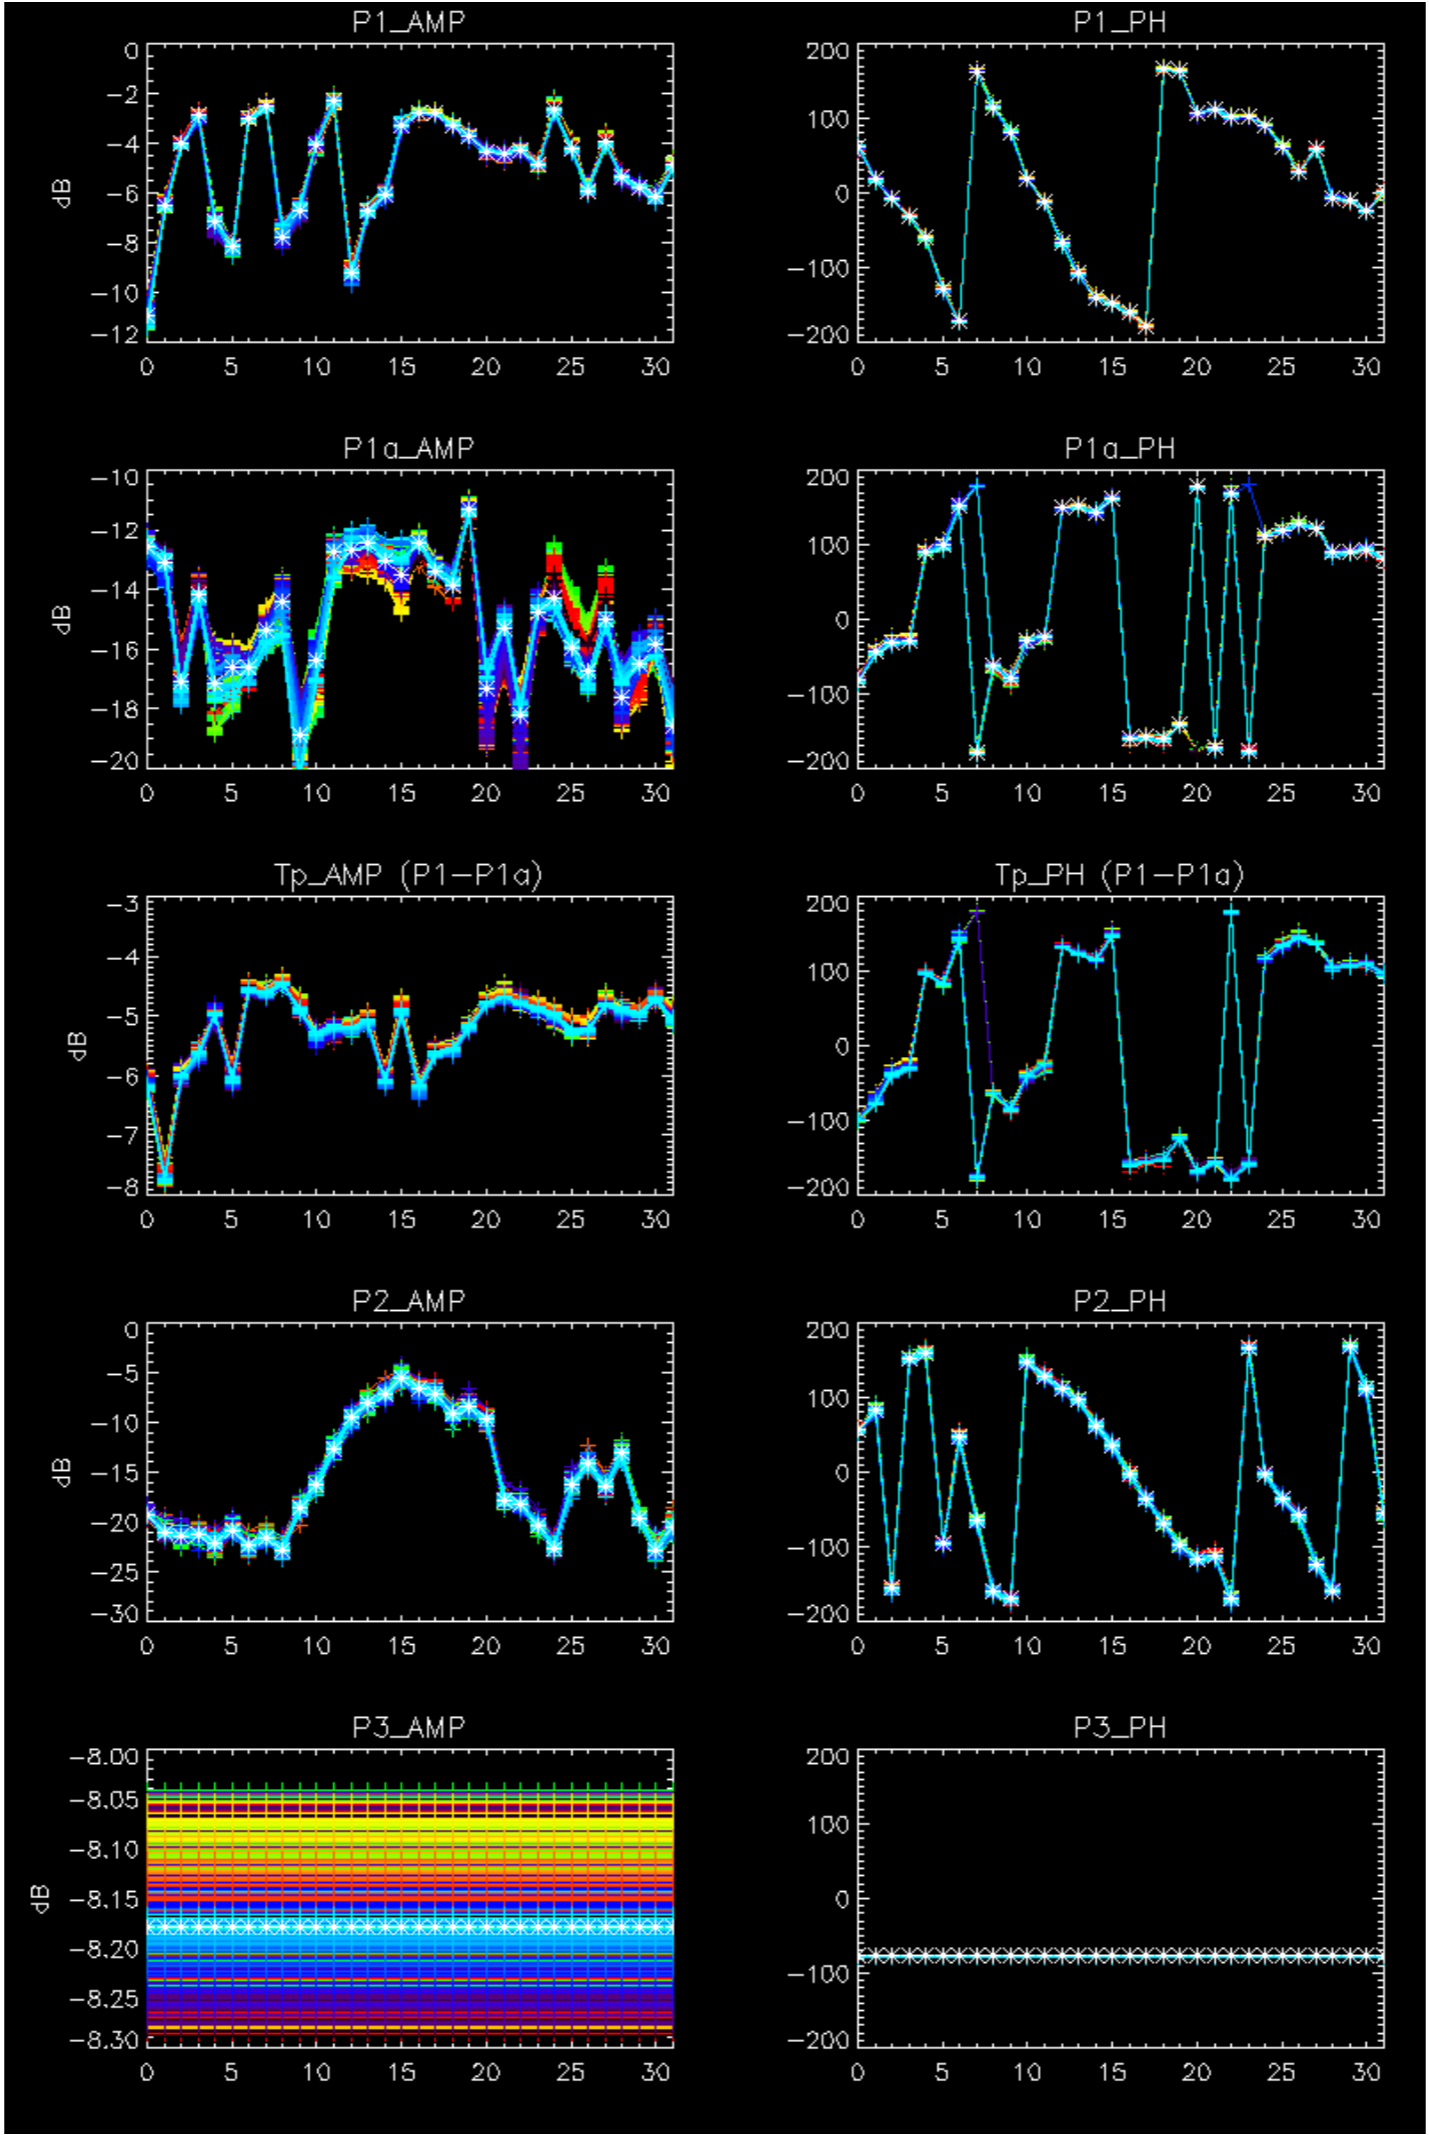 P1_AMP P1_PH
0 200
−2
100
−4
dB −6 0
−8
−100
−10
−12 −200
0 5 10 15 20 25 30 0 5 10 15 20 25 30
P1a_AMP P1a_PH
−10 200
−12 100
−14
dB 0
−16
−100
−18
−20 −200
0 5 10 15 20 25 30 0 5 10 15 20 25 30
Tp_AMP (P1−P1a) Tp_PH (P1−P1a)
−3 200
−4 100
−5
dB 0
−6
−100
−7
−8 −200
0 5 10 15 20 25 30 0 5 10 15 20 25 30
P2_AMP P2_PH
0 200
−5
100
−10
dB −15 0
−20
−100
−25
−30 −200
0 5 10 15 20 25 30 0 5 10 15 20 25 30
P3_AMP P3_PH
−8.00 200
−8.05
100
−8.10
dB −8.15 0
−8.20
−100
−8.25
−8.30 −200
0 5 10 15 20 25 30 0 5 10 15 20 25 30